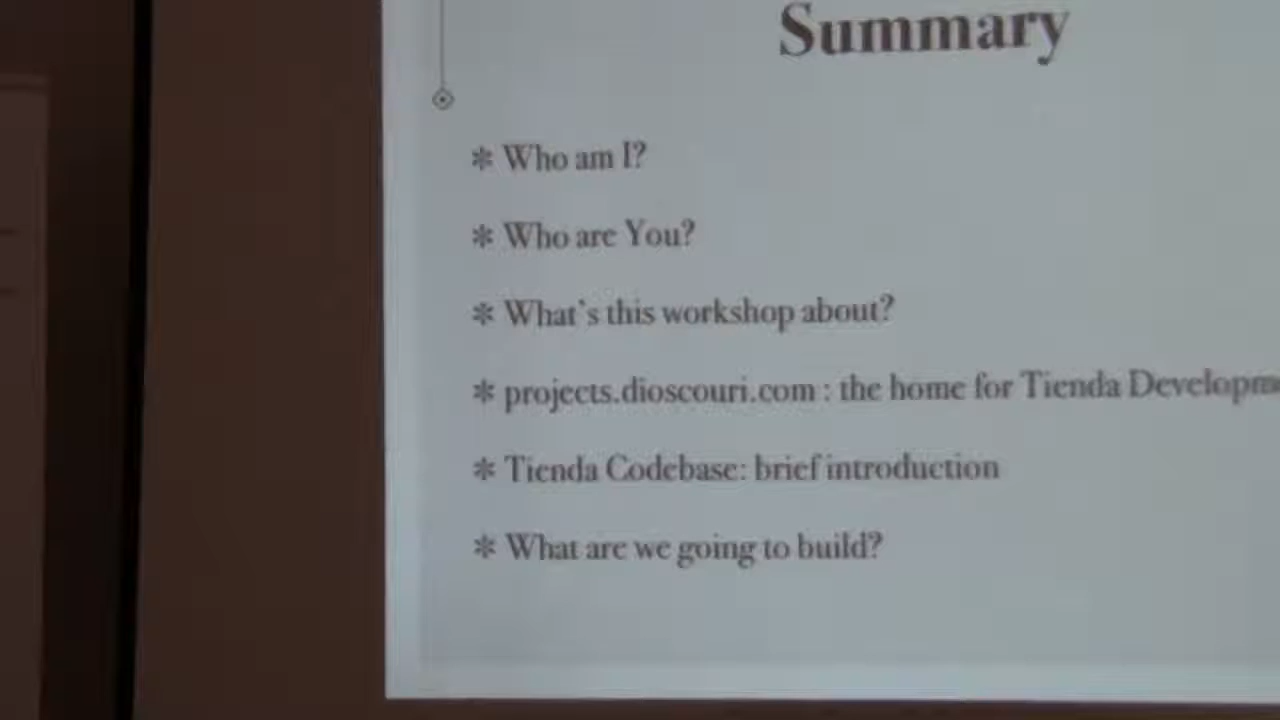 Summary
* Who am I?
* Who are You?
* What's this workshop about?
* projects.dioscouri.com : the home for Tienda Developme
* Tienda Codebase: brief introduction
* What are we going to build?